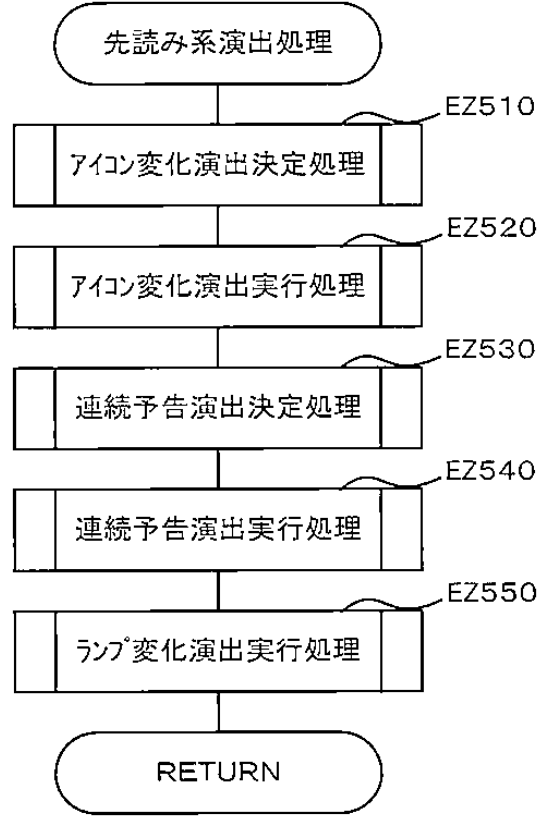 先読み系演出処理
EZ510
アイコン変化演出決定処理
EZ520
アイコン変化演出実行処理
EZ530
連続予告演出決定処理
EZ540
連続予告演出実行処理
EZ550
ランプ変化演出実行処理
RETURN